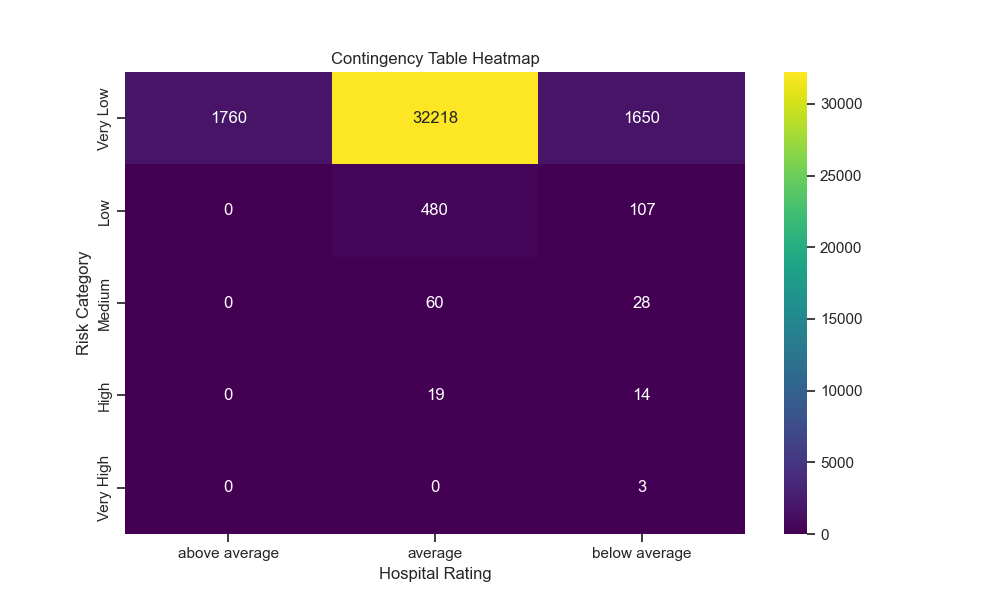 Contingency Table Heatmap
Risk Category
Very Low
1760 32218 1650
Low
0 480 107
Medium
0 60 28
High
0 19 14
Very High
0 0 3
above average average below average
Hospital Rating
30000
25000
20000
15000
10000
5000
0